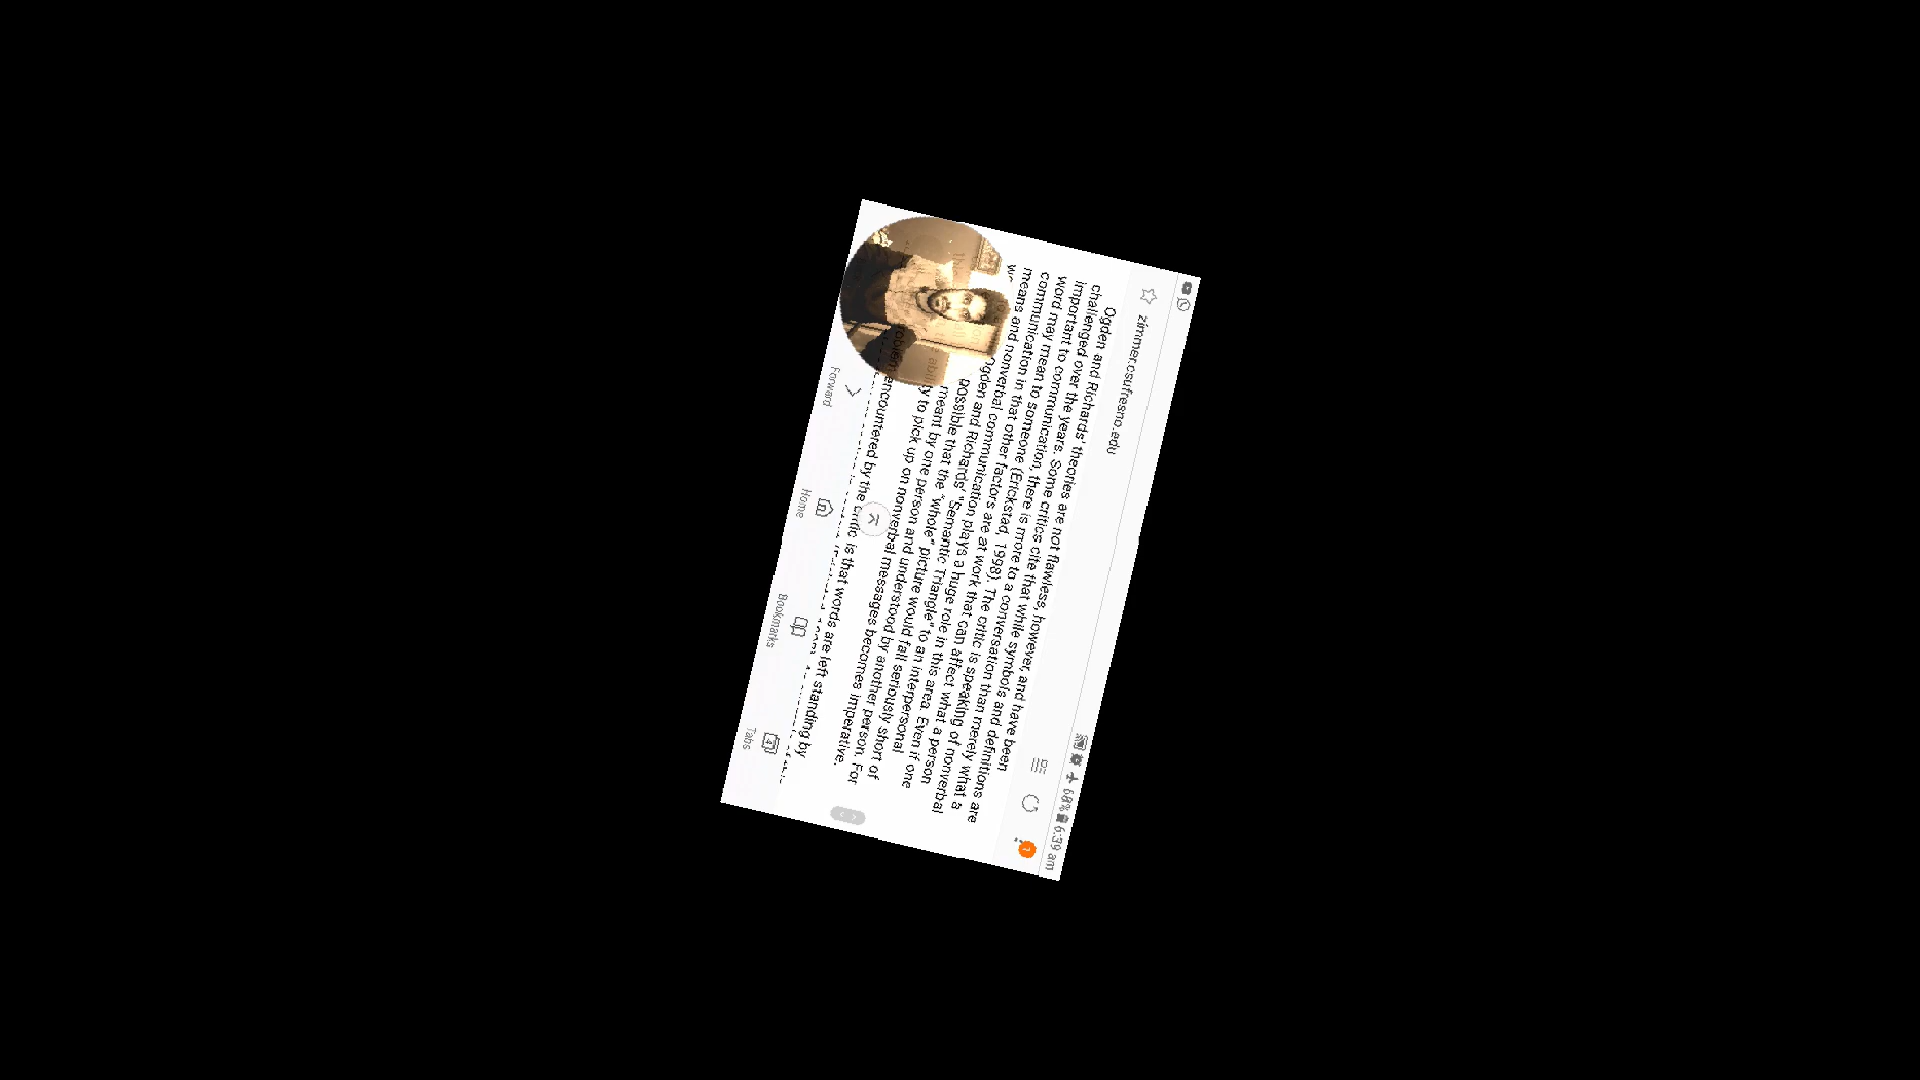 6:39 am
68%
zimmer.csufresno.edu
Ogden and Richards' theories are not flawless, however, and have been
challenged over the years. Some critics cite that while symbols and definitions are
important to communication, there is more to a conversation than merely what a
word may mean to someone (Erickstad, 1998). The critic is speaking of nonverbal
communication in that other factors are at work that can affect what a person
means and nonverbal communication plays a huge role in this area. Even if one
Ogden and Richards' "Semantic Triangle" to an interpersonal
possible that the "whole" picture would fall seriously short of
meant by one person and understood by another person. For
to pick up on nonverbal messages becomes imperative.
encountered by the critic is that words are left standing by
Forward
Home
Bookmarks
Tabs